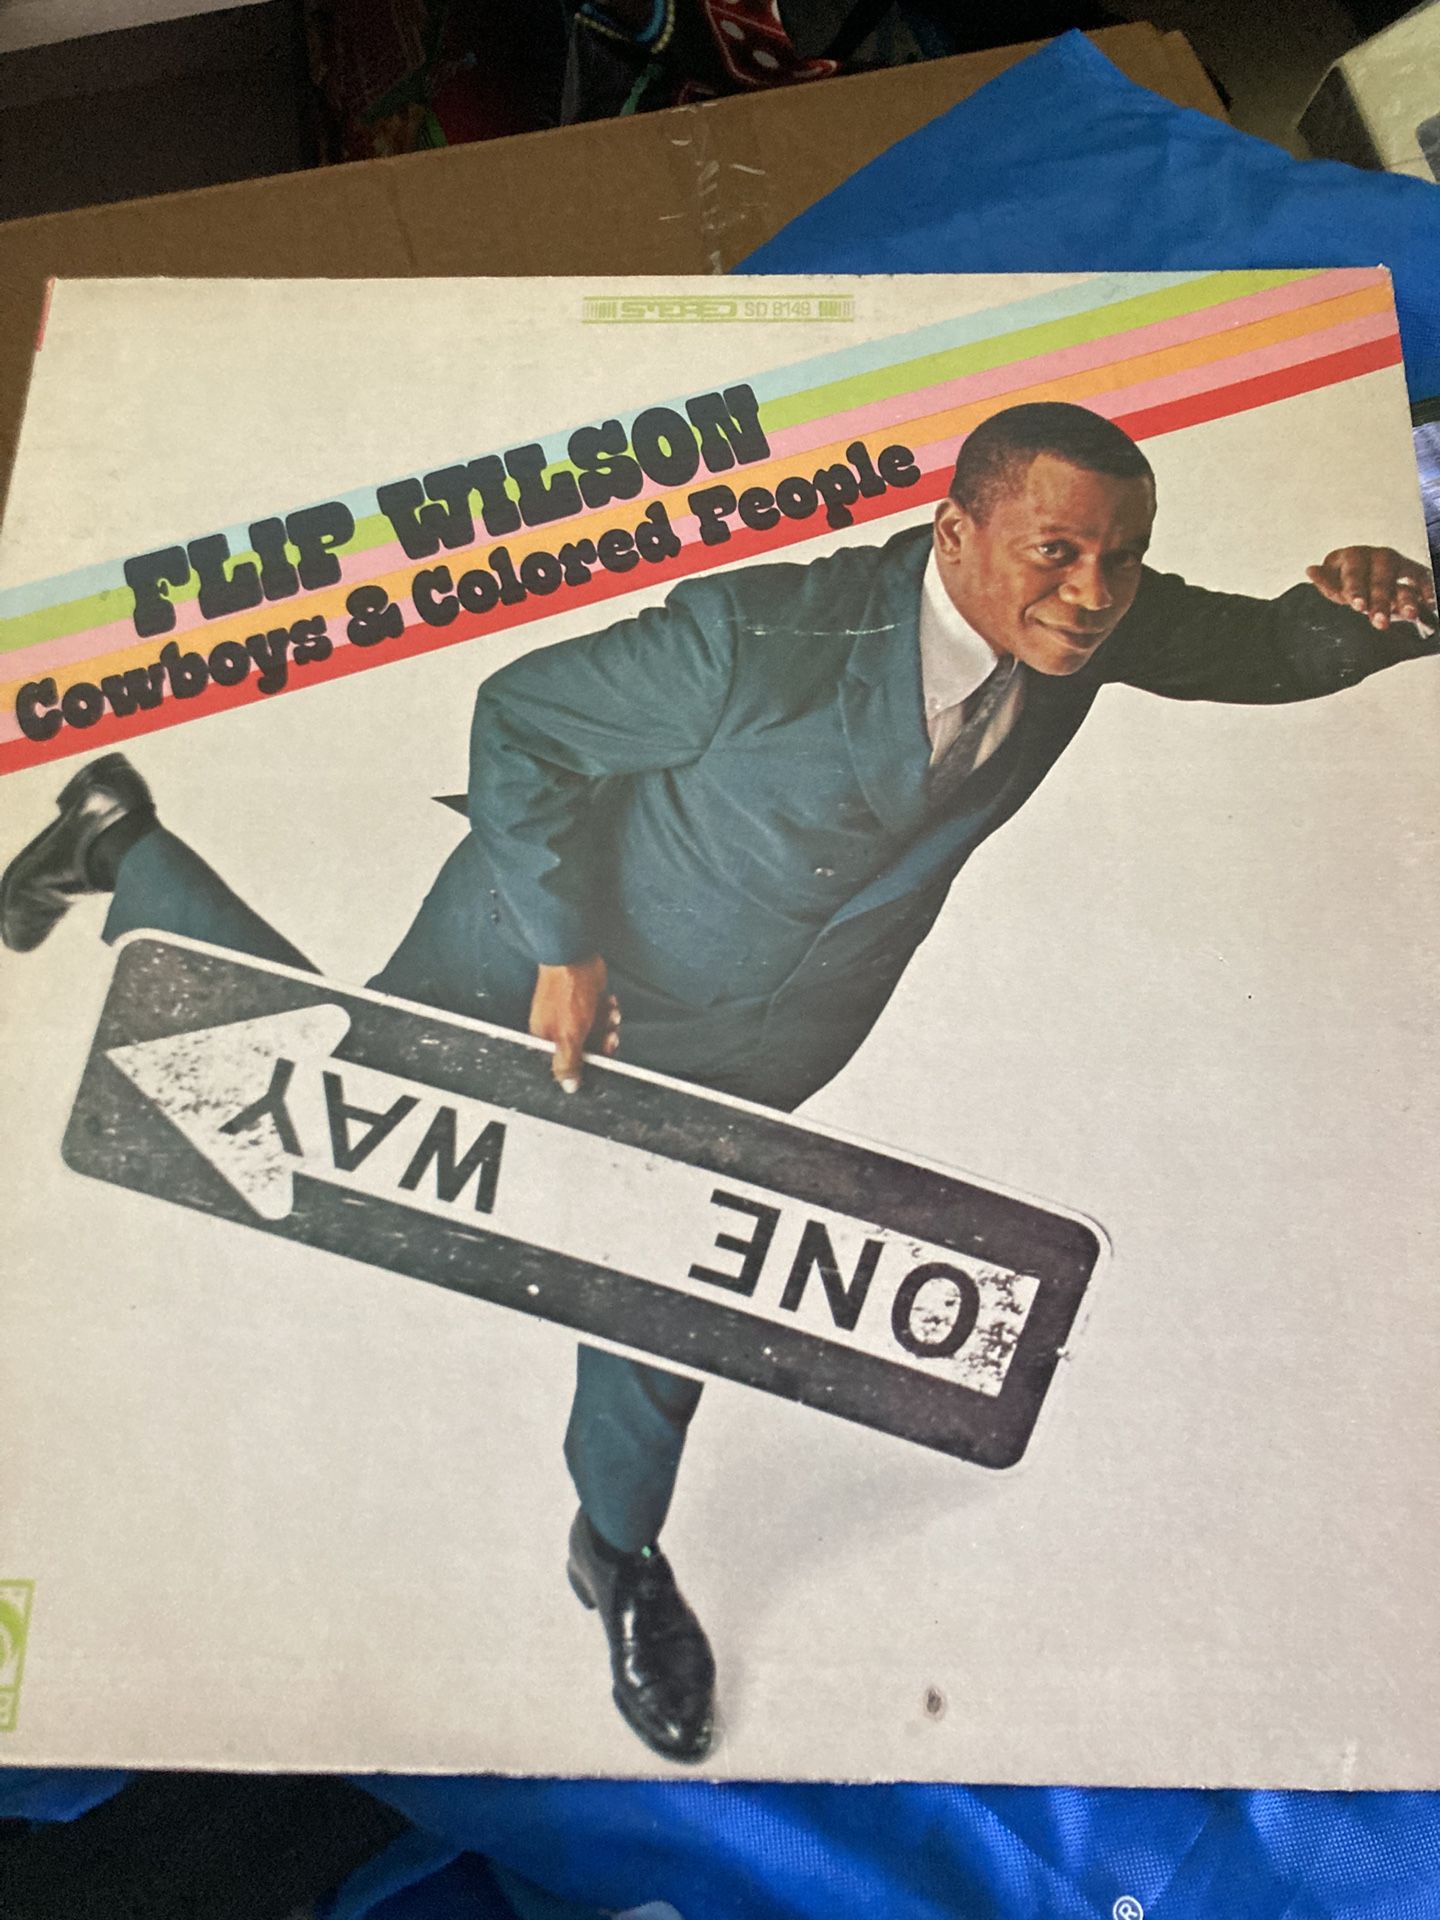 STEREO SD 8149
FLIP WILSON
Cowboys & Colored People
ONE WAY
®